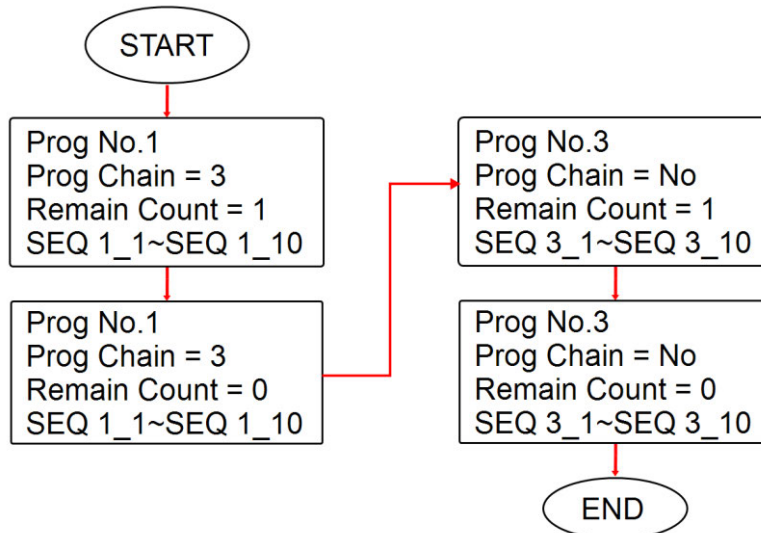 START
Prog No.1
Prog Chain = 3
Remain Count = 1
SEQ 1_1~SEQ 1_10
Prog No.1
Prog Chain = 3
Remain Count = 0
SEQ 1_1~SEQ 1_10
Prog No.3
Prog Chain = No
Remain Count = 1
SEQ 3_1~SEQ 3_10
Prog No.3
Prog Chain = No
Remain Count = 0
SEQ 3_1~SEQ 3_10
END